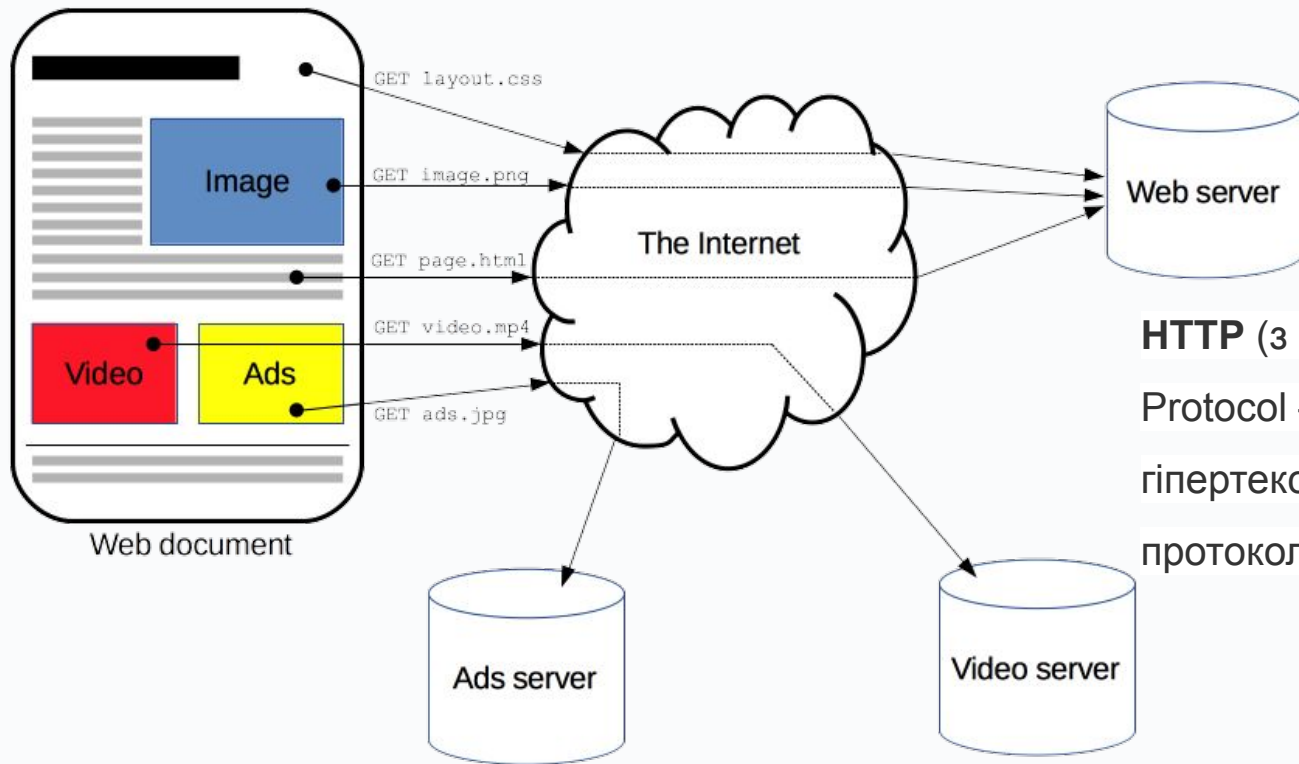 GET layout.css
Image
GET image.png
The Internet
Web server
GET page.html
GET video.mp4
Video
Ads
GET ads.jpg
Web document
HTTP (з
Protocol
гіпертекс
протокол
Ads server
Video server